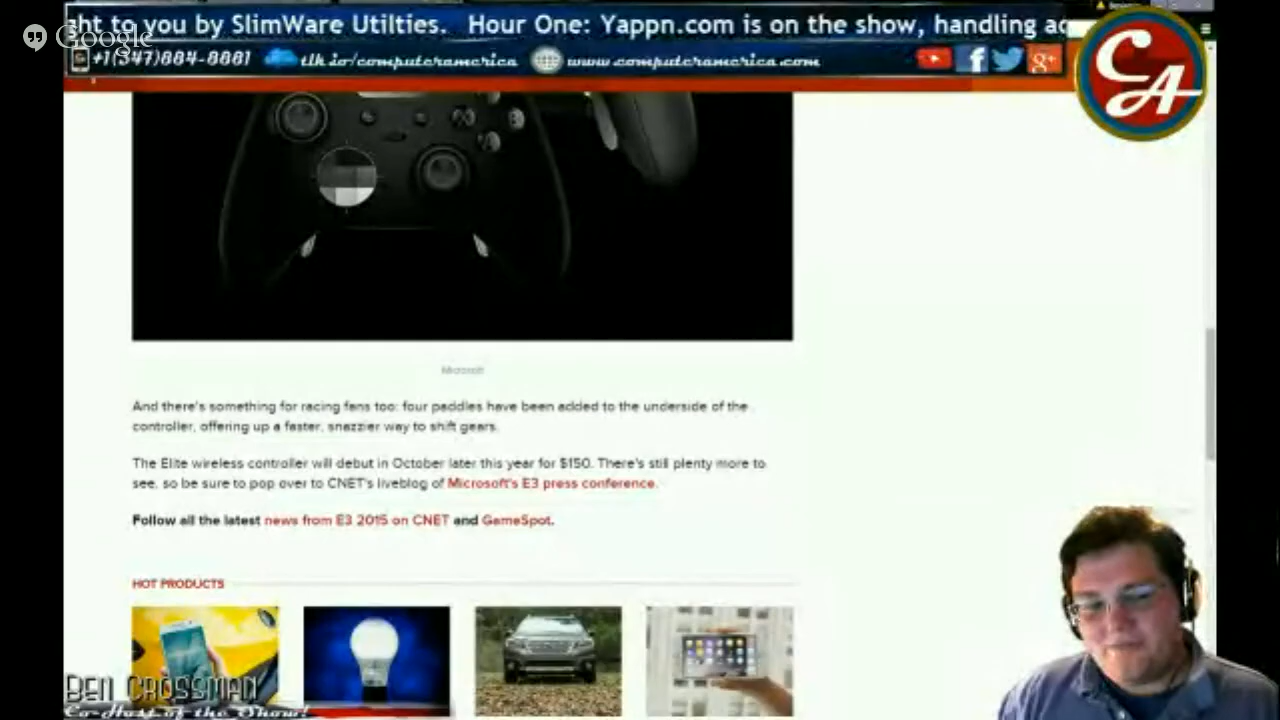 ght to you by SlimWare Utilties. Hour One: Yappn.com is on the show, handling ad
Google
+1(347)884-8881 tlk.io/computeramerica www.computeramerica.com
CA
Microsoft
And there's something for racing fans too: four paddles have been added to the underside of the
controller, offering up a faster, snazzier way to shift gears.
The Elite wireless controller will debut in October later this year for $150. There's still plenty more to
see, so be sure to pop over to CNET's liveblog of Microsoft's E3 press conference.
Follow all the latest news from E3 2015 on CNET and GameSpot.
HOT PRODUCTS
BEN CROSSMAN
Co-Host of the Show!